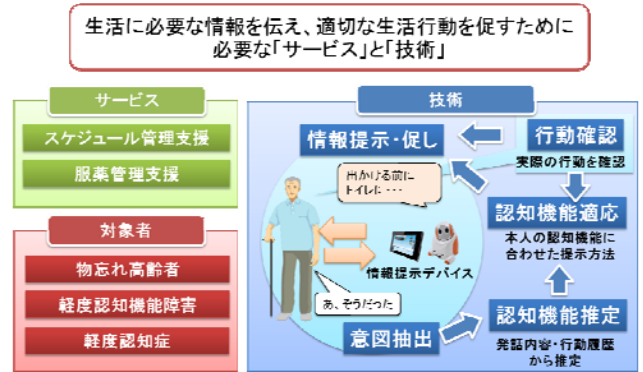 生活に必要な情報を伝え、適切な生活行動を促すために
必要な「サービス」と「技術」
サービス
スケジュール管理支援
服薬管理支援
対象者
物忘れ高齢者
軽度認知機能障害
軽度認知症
技術
情報提示・促し
行動確認
実際の行動を確認
出かける前に
トイレに・・・
認知機能適応
本人の認知機能に
合わせた提示方法
情報提示デバイス
あ、そうだった
意図抽出
認知機能推定
発話内容・行動履歴
から推定